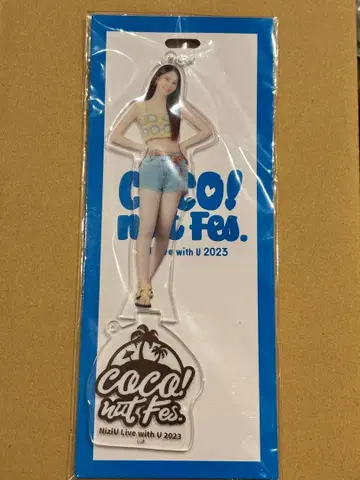 COCO!
nut Fes.
NiziU Live with U 2023
coco!
nut Fes.
NiziU Live with U 2023